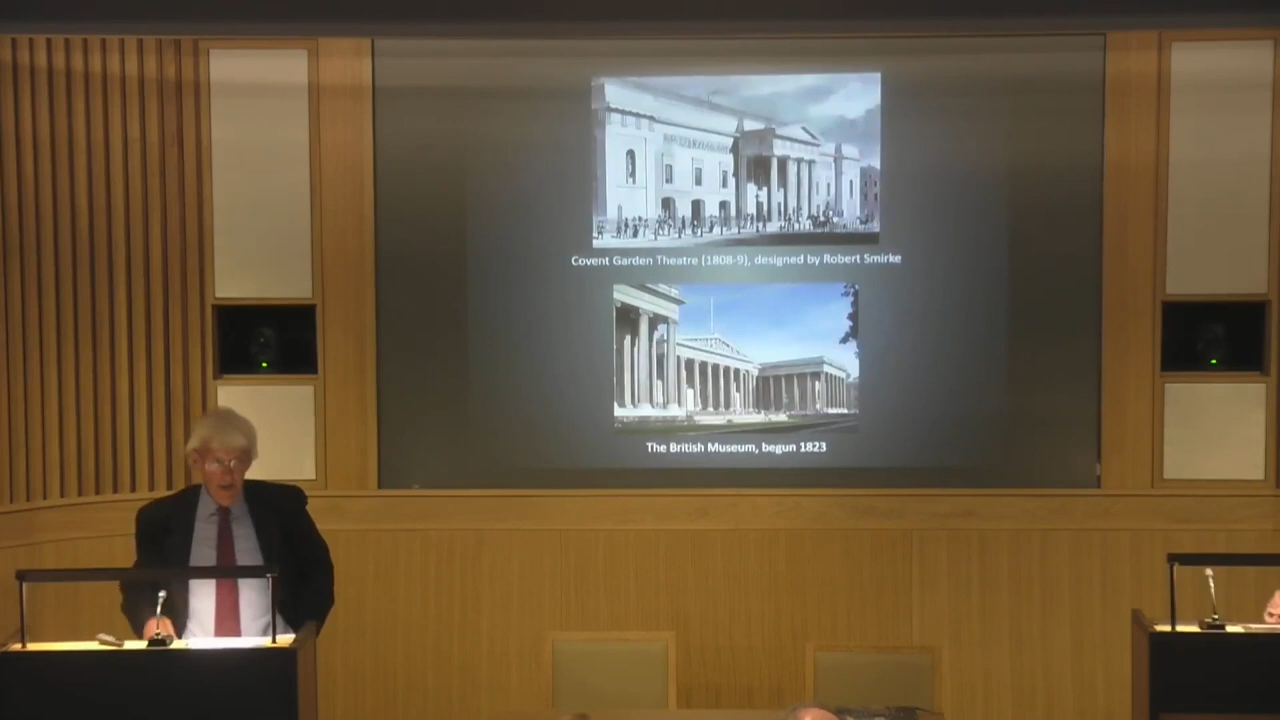 Covent Garden Theatre (1808-9), designed by Robert Smirke
The British Museum, begun 1823